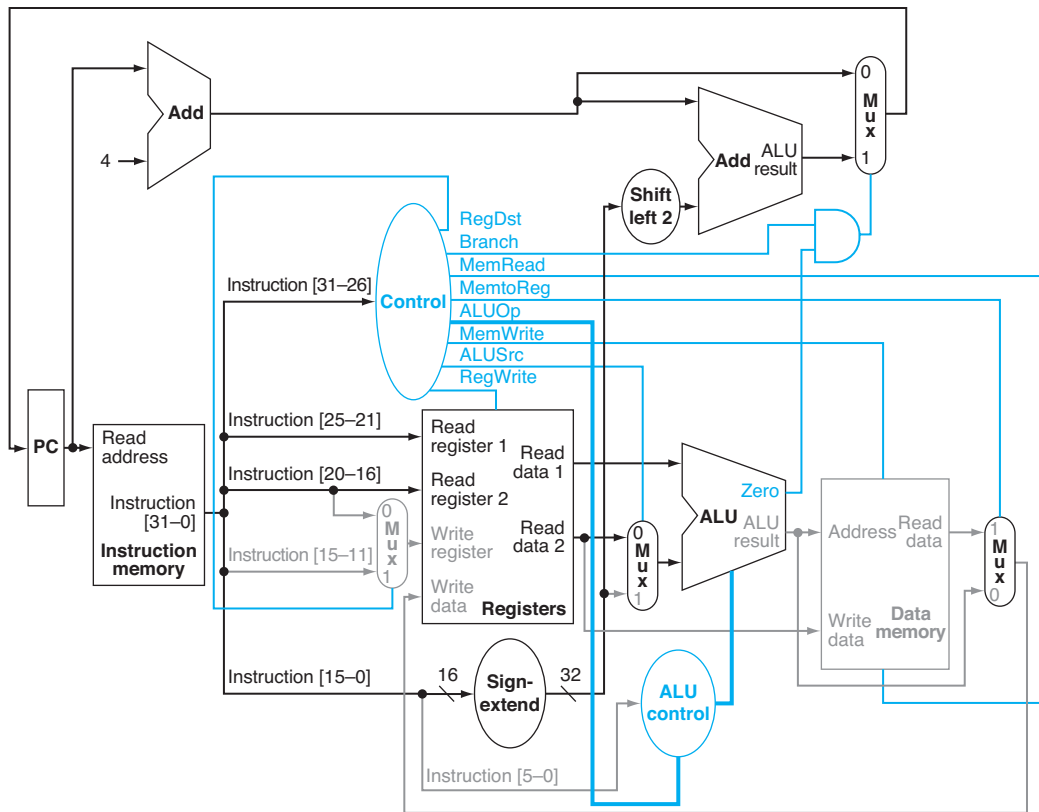 0
M
u
x
1
Add
4
Add
ALU
result
Shift
left 2
RegDst
Branch
MemRead
MemtoReg
ALUOp
MemWrite
ALUSrc
RegWrite
Control
Instruction [31–26]
PC
Read
address
Instruction
[31–0]
Instruction
memory
Instruction [25–21]
Instruction [20–16]
Instruction [15–11]
0
M
u
x
1
Read
register 1
Read
register 2
Write
register
Write
data
Read
data 1
Read
data 2
Registers
0
M
u
x
1
Zero
ALU
ALU
result
Address
Read
data
Write
data
Data
memory
1
M
u
x
0
Instruction [15–0]
16
Sign-
extend
32
ALU
control
Instruction [5–0]